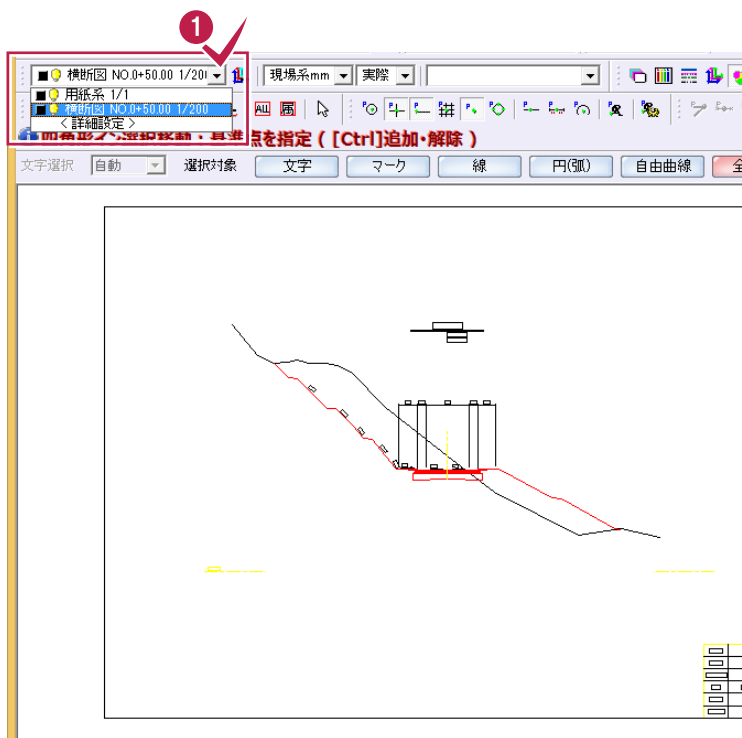 1
横断図 NO.0+50.00 1/20 現場系mm 実際
用紙系 1/1
横断図 NO.0+50.00 1/200
ALL 属
<詳細設定>
点を指定 ( [Ctrl]追加・解除 )
文字選択 自動 選択対象 文字 マーク 線 円(弧) 自由曲線 全